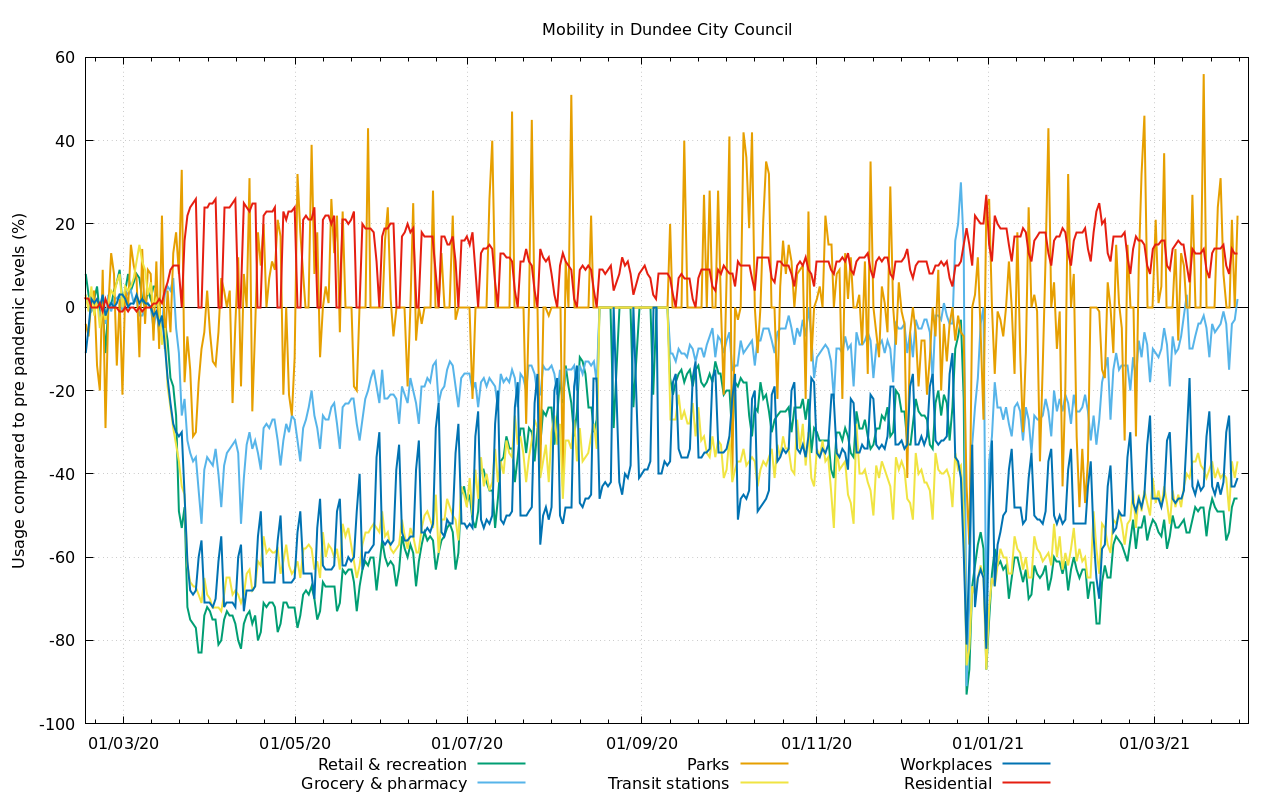 Mobility in Dundee City Council
Usage compared to pre pandemic levels (%)
60
40
20
0
-20
-40
-60
-80
-100
01/03/20 01/05/20 01/07/20 01/09/20 01/11/20 01/01/21 01/03/21
Retail & recreation Parks Workplaces
Grocery & pharmacy Transit stations Residential